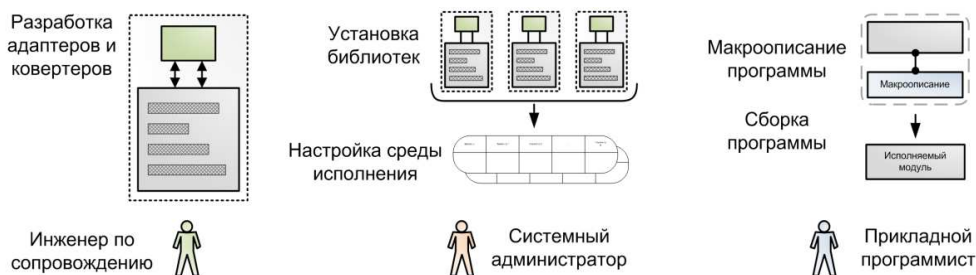 Разработка
адаптеров и
ковертеров
Установка
библиотек
Настройка среды
исполнения
Макроописание
программы
Макроописание
Сборка
программы
Исполняемый
модуль
Инженер по
сопровождению
Системный
администратор
Прикладной
программист